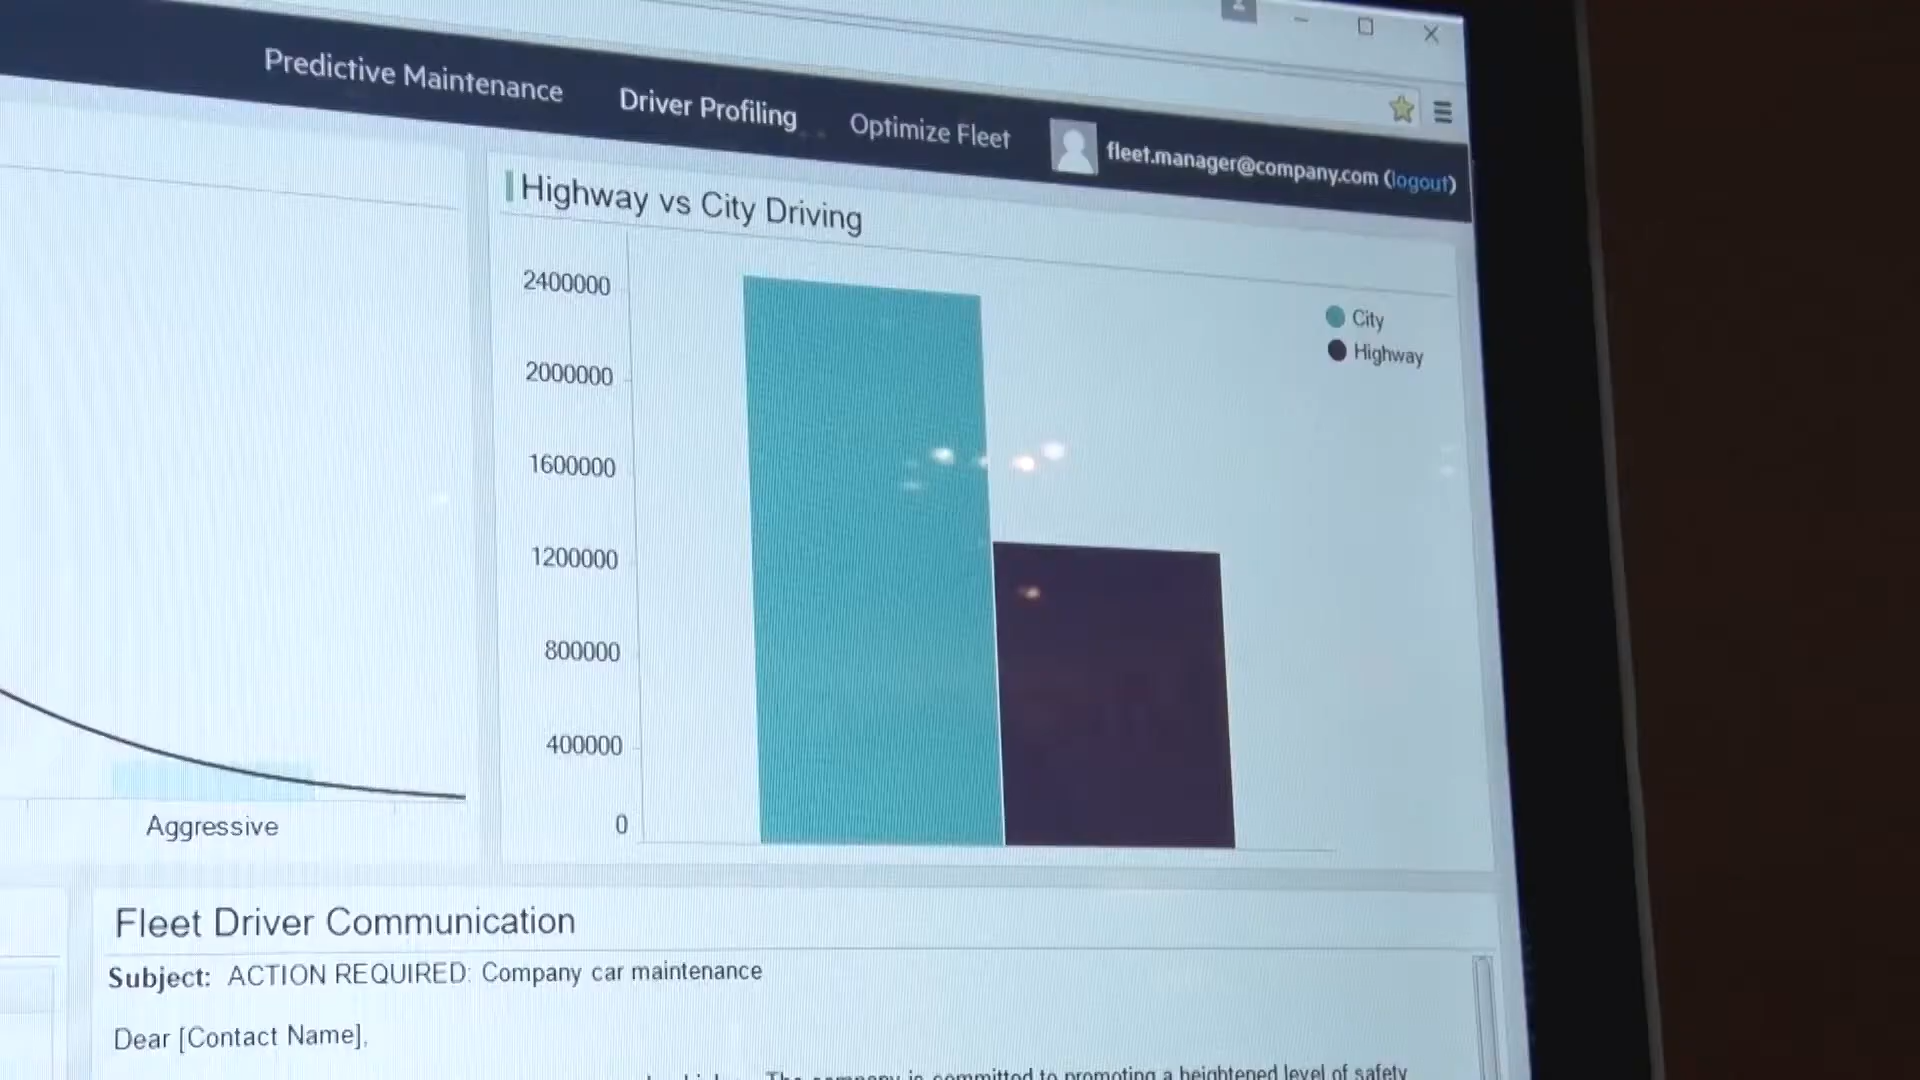 Predictive Maintenance
Driver Profiling
Optimize Fleet
fleet.manager@company.com (logout)
Highway vs City Driving
2400000
2000000
1600000
1200000
800000
400000
0
City
Highway
Aggressive
Fleet Driver Communication
Subject: ACTION REQUIRED: Company car maintenance
Dear [Contact Name],
The company is committed to promoting a heightened level of safety